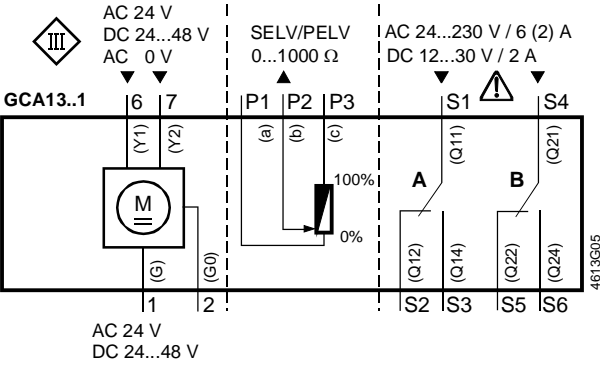 AC 24 V
DC 24...48 V
AC 0 V
SELV/PELV
0...1000 Ω
AC 24...230 V / 6 (2) A
DC 12...30 V / 2 A
III
GCA13..1
6 7 P1 P2 P3 S1 S4
(Y1) (Y2) (a) (b) (c) (Q11) (Q21)
100%
A B
M
0%
(G) (G0) (Q12) (Q14) (Q22) (Q24)
1 2 S2 S3 S5 S6
AC 24 V
DC 24...48 V
4613G05